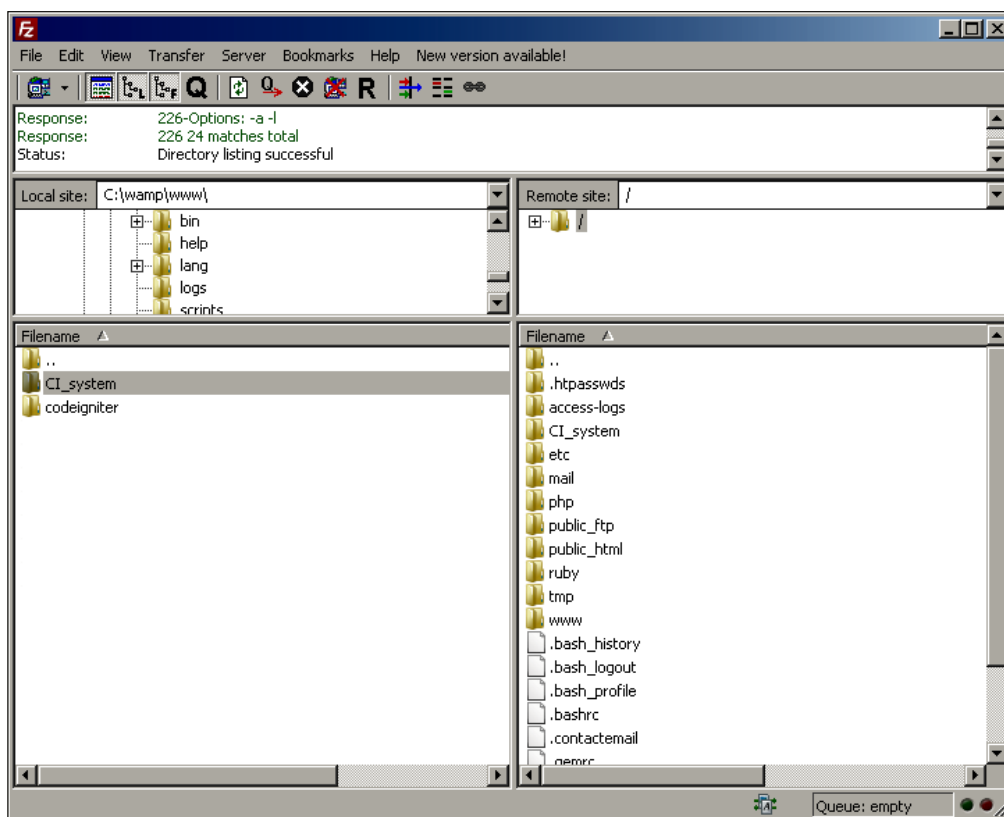 Fz
File Edit View Transfer Server Bookmarks Help New version available!
L F Q Q R
Response: 226-Options: -a -l
Response: 226 24 matches total
Status: Directory listing successful
Local site: C:\wamp\www\ Remote site: /
bin /
help
lang
logs
scripts
Filename Filename
.. ..
CI_system .htpasswds
codeigniter access-logs
CI_system
etc
mail
php
public_ftp
public_html
ruby
tmp
www
.bash_history
.bash_logout
.bash_profile
.bashrc
.contactemail
.gemrc
A Queue: empty